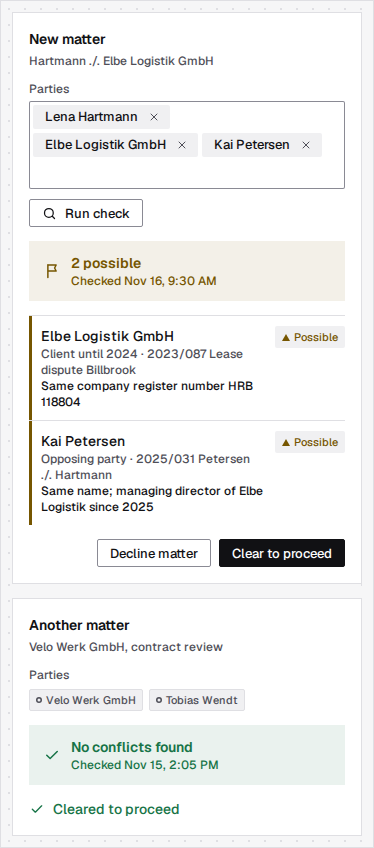 New matter
Hartmann ./. Elbe Logistik GmbH
Parties
Lena Hartmann ×
Elbe Logistik GmbH × Kai Petersen ×
Run check
2 possible
Checked Nov 16, 9:30 AM
Elbe Logistik GmbH
Possible
Client until 2024 · 2023/087 Lease
dispute Billbrook
Same company register number HRB
118804
Kai Petersen
Possible
Opposing party · 2025/031 Petersen
./. Hartmann
Same name; managing director of Elbe
Logistik since 2025
Decline matter Clear to proceed
Another matter
Velo Werk GmbH, contract review
Parties
Velo Werk GmbH Tobias Wendt
No conflicts found
Checked Nov 15, 2:05 PM
Cleared to proceed